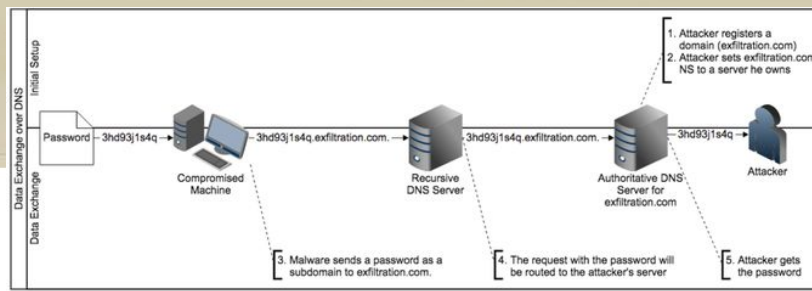 Data Exchange over DNS
Initial Setup
Data Exchange
1. Attacker registers a
domain (exfiltration.com)
2. Attacker sets exfiltration.com
NS to a server he owns
Password
3hd93j1s4q
3hd93j1s4q.exfiltration.com.
3hd93j1s4q.exfiltration.com.
3hd93j1s4q
Compromised
Machine
Recursive
DNS Server
Authoritative DNS
Server for
exfiltration.com
Attacker
3. Malware sends a password as a
subdomain to exfiltration.com.
4. The request with the password will
be routed to the attacker's server
5. Attacker gets
the password